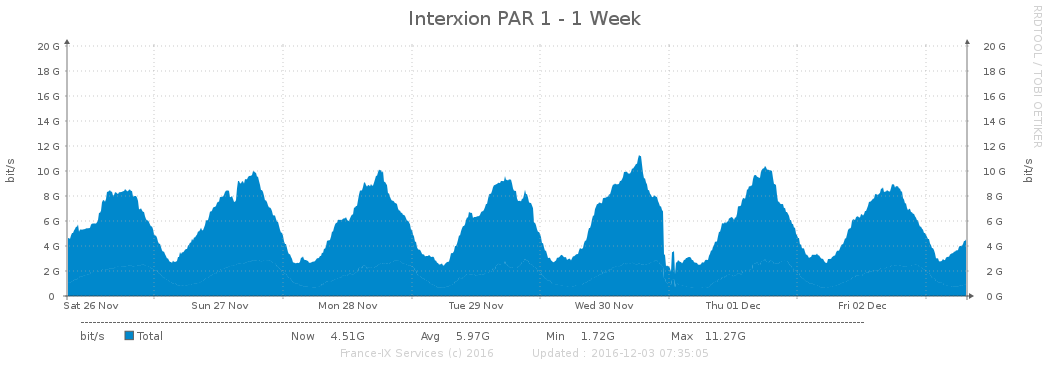 Interxion PAR 1 - 1 Week
RRDTOOL / TOBI OETIKER
20 G 20 G
18 G 18 G
16 G 16 G
14 G 14 G
12 G 12 G
10 G 10 G
8 G 8 G
6 G 6 G
4 G 4 G
2 G 2 G
0 0 G
bit/s
bit/s
Sat 26 Nov Sun 27 Nov Mon 28 Nov Tue 29 Nov Wed 30 Nov Thu 01 Dec Fri 02 Dec
bit/s Total Now 4.51G Avg 5.97G Min 1.72G Max 11.27G
France-IX Services (c) 2016 Updated : 2016-12-03 07:35:05